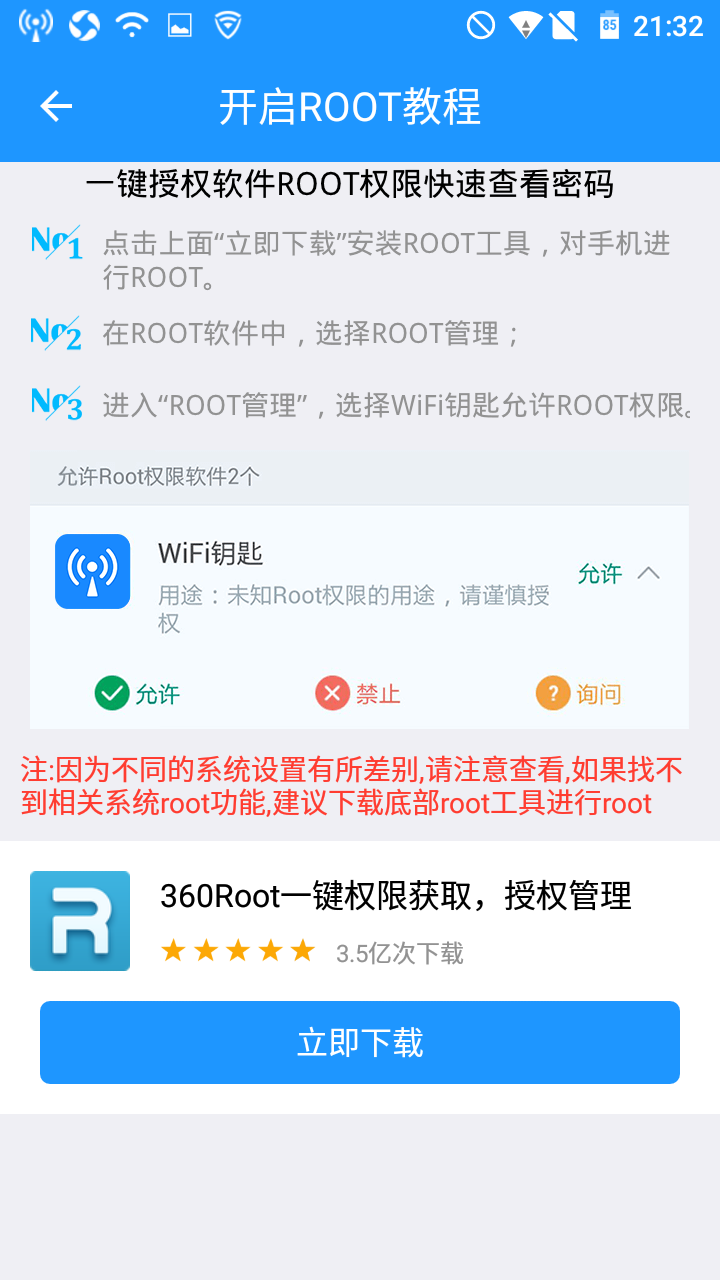 85 21:32
开启ROOT教程
一键授权软件ROOT权限快速查看密码
No1 点击上面“立即下载”安装ROOT工具，对手机进
行ROOT。
No2 在ROOT软件中，选择ROOT管理；
No3 进入“ROOT管理”，选择WiFi钥匙允许ROOT权限。
允许Root权限软件2个
WiFi钥匙
用途：未知Root权限的用途，请谨慎授
权
允许
允许 禁止 ? 询问
注:因为不同的系统设置有所差别,请注意查看,如果找不
到相关系统root功能,建议下载底部root工具进行root
R
360Root一键权限获取，授权管理
3.5亿次下载
立即下载